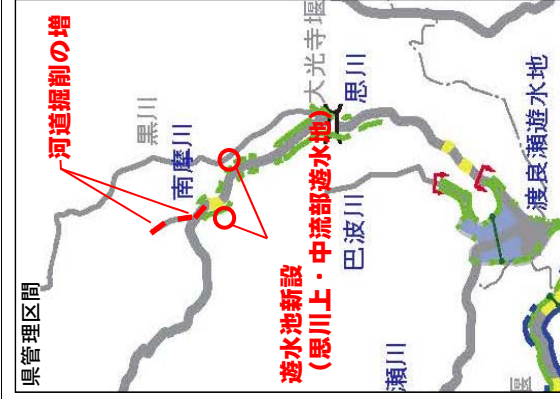 県管理区間
河道掘削の増
黒川
南摩川
大光寺堰
思川
遊水池新設
（思川上・中流部遊水地）
巴波川
渡良瀬遊水地
瀬川